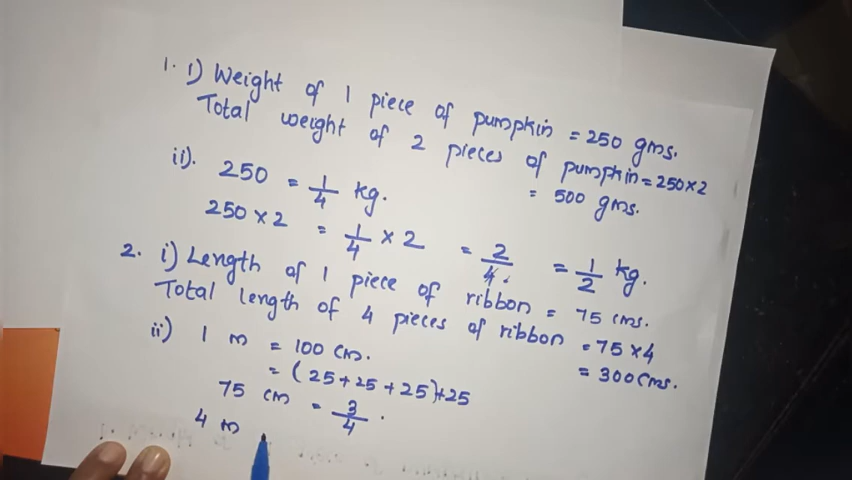 1. i) Weight of 1 piece of pumpkin = 250 gms.
Total weight of 2 pieces of pumpkin = 250×2
= 500 gms.
ii). 250 = 1/4 kg.
250×2 = 1/4 × 2 = 2/4 = 1/2 kg.
2. i) Length of 1 piece of ribbon = 75 cms.
Total length of 4 pieces of ribbon = 75×4
= 300 cms.
ii) 1 m = 100 cm.
= (25+25+25)+25
75 cm = 3/4.
4 m